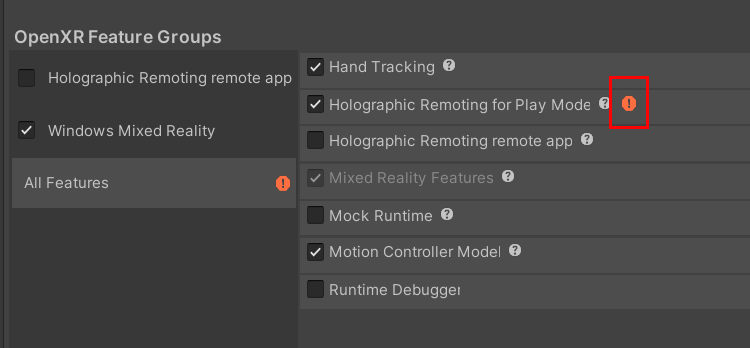 OpenXR Feature Groups
Holographic Remoting remote app
Windows Mixed Reality
All Features
Hand Tracking
Holographic Remoting for Play Mode
Holographic Remoting remote app
Mixed Reality Features
Mock Runtime
Motion Controller Model
Runtime Debugger